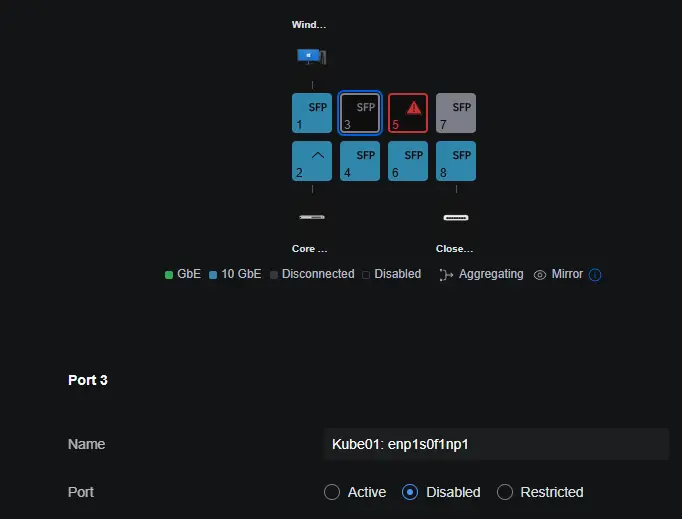 Wind...
SFP SFP SFP
1 3 5 7
SFP SFP SFP
2 4 6 8
Core ... Close...
GbE 10 GbE Disconnected Disabled Aggregating Mirror
Port 3
Name Kube01: enp1s0f1np1
Port Active Disabled Restricted